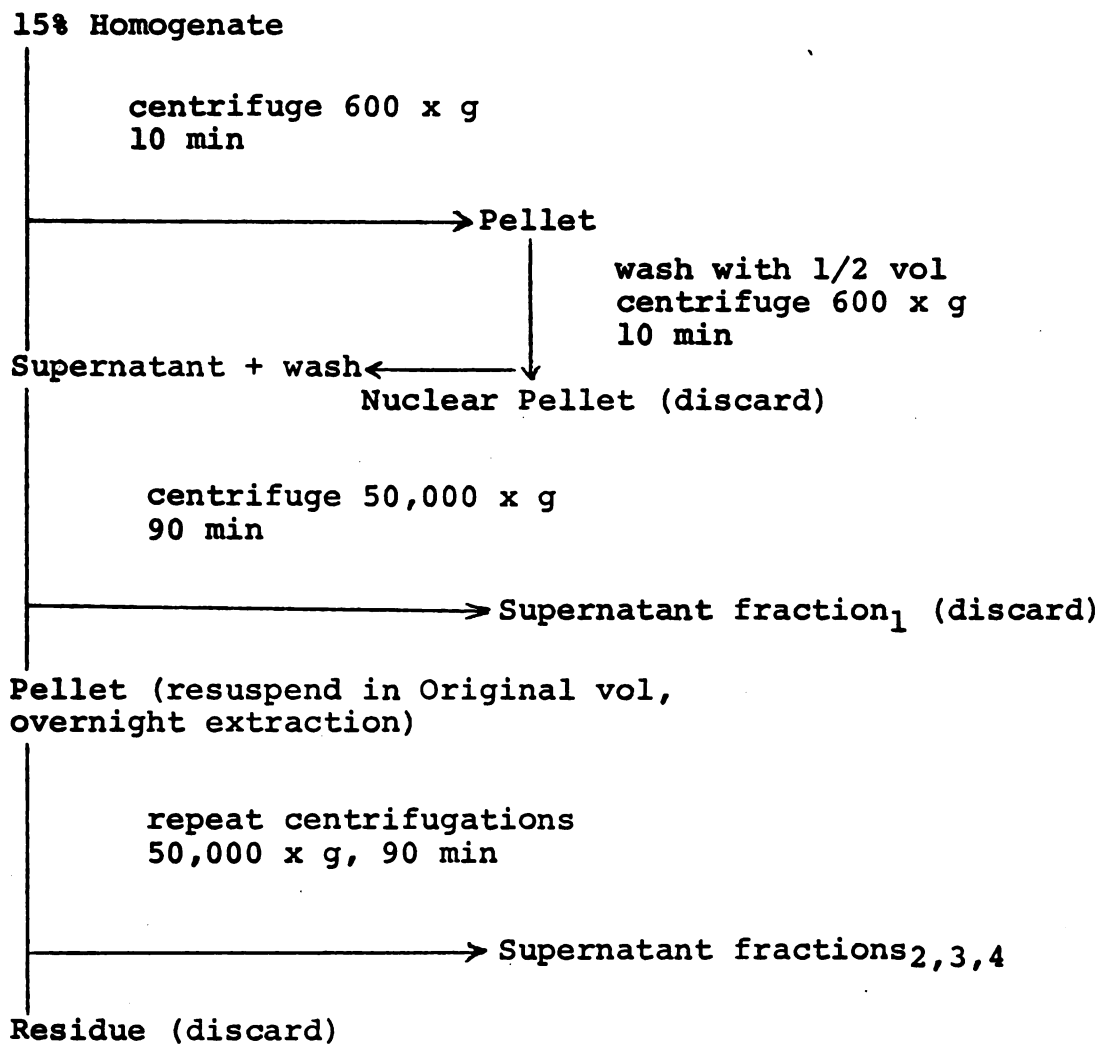 15% Homogenate
centrifuge 600 x g
10 min
Pellet
wash with 1/2 vol
centrifuge 600 x g
10 min
Supernatant + wash
Nuclear Pellet (discard)
centrifuge 50,000 x g
90 min
Supernatant fraction1 (discard)
Pellet (resuspend in Original vol,
overnight extraction)
repeat centrifugations
50,000 x g, 90 min
Supernatant fractions2,3,4
Residue (discard)